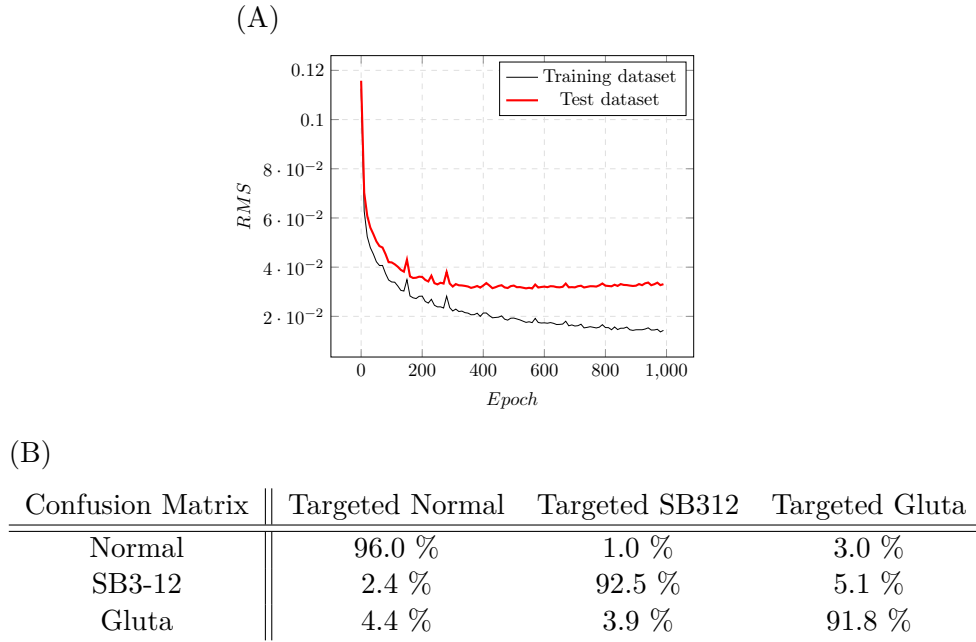 (A)
0.12
0.1
8 · 10⁻²
6 · 10⁻²
4 · 10⁻²
2 · 10⁻²
RMS
Training dataset
Test dataset
0 200 400 600 800 1,000
Epoch
(B)
Confusion Matrix Targeted Normal Targeted SB312 Targeted Gluta
Normal 96.0 % 1.0 % 3.0 %
SB3-12 2.4 % 92.5 % 5.1 %
Gluta 4.4 % 3.9 % 91.8 %